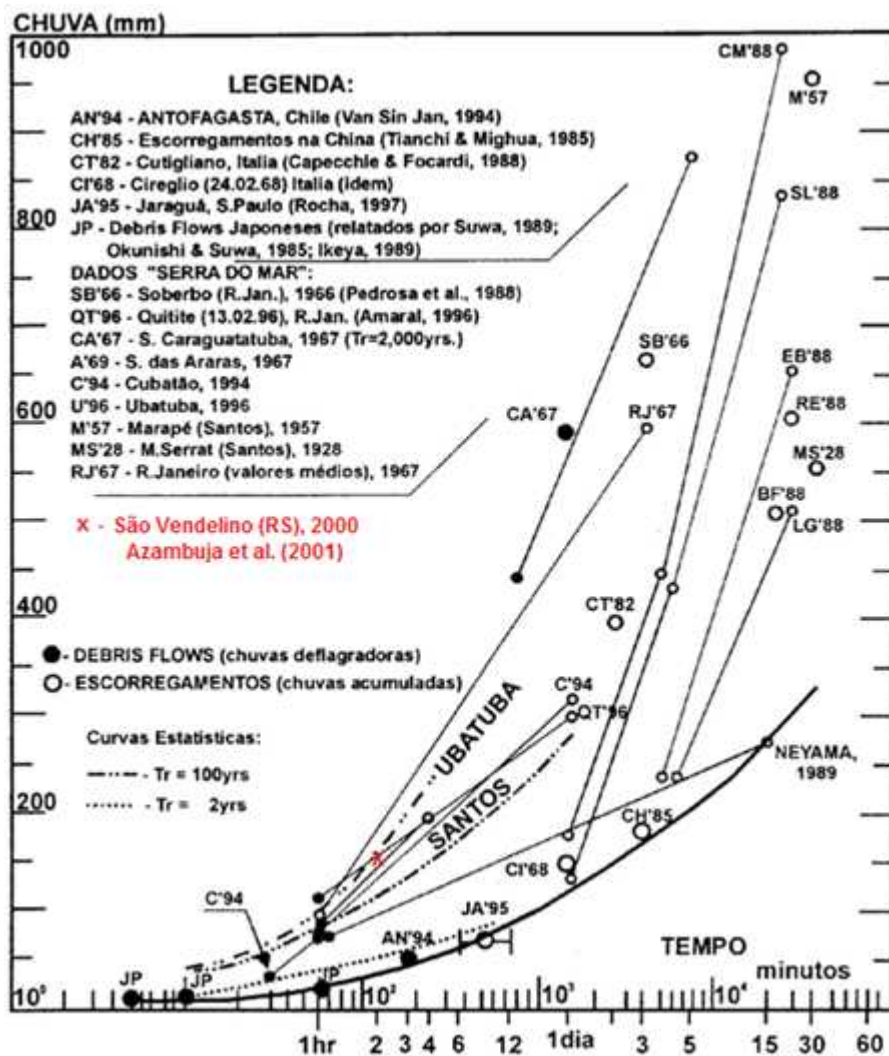 CHUVA (mm)
1000
CM'88
M'57
LEGENDA:
AN'94 - ANTOFAGASTA, Chile (Van Sin Jan, 1994)
CH'85 - Escorregamentos na China (Tianchi & Mighua, 1985)
CT'82 - Cutigliano, Italia (Capecchle & Focardi, 1988)
CI'68 - Cireglio (24.02.68) Italia (idem)
JA'95 - Jaraguá, S.Paulo (Rocha, 1997)
JP - Debris Flows Japoneses (relatados por Suwa, 1989;
Okunishi & Suwa, 1985; Ikeya, 1989)
DADOS "SERRA DO MAR":
SB'66 - Soberbo (R.Jan.), 1966 (Pedrosa et al., 1988)
QT'96 - Quitite (13.02.96), R.Jan. (Amaral, 1996)
CA'67 - S. Caraguatatuba, 1967 (Tr=2,000yrs.)
A'69 - S. das Araras, 1967
C'94 - Cubatão, 1994
U'96 - Ubatuba, 1996
M'57 - Marapé (Santos), 1957
MS'28 - M.Serrat (Santos), 1928
RJ'67 - R.Janeiro (valores médios), 1967
x - São Vendelino (RS), 2000
Azambuja et al. (2001)
SL'88
800
SB'66
EB'88
RE'88
600
CA'67
RJ'67
MS'28
BF'88
LG'88
400
CT'82
- DEBRIS FLOWS (chuvas deflagradoras)
- ESCORREGAMENTOS (chuvas acumuladas)
Curvas Estatisticas:
- Tr = 100yrs
- Tr = 2yrs
UBATUBA
SANTOS
C'94
QT'96
NEYAMA,
1989
200
CH'85
CI'68
C'94
JA'95
AN'94
JP
JP
JP
TEMPO
minutos
10⁰
10²
10³
10⁴
1hr 2 3 4 6 12 1dia 3 5 15 30 60